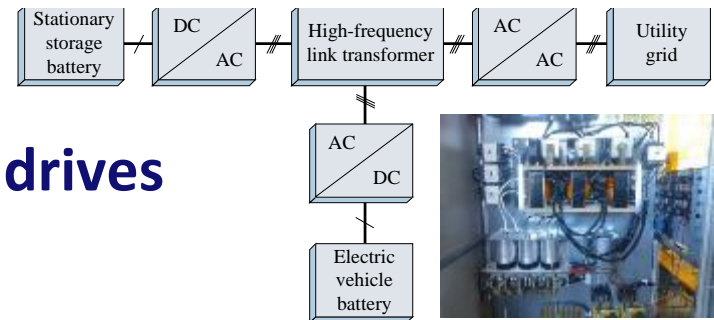 Stationary
storage
battery
DC
AC
High-frequency
link transformer
AC
AC
Utility
grid
drives
AC
DC
Electric
vehicle
battery